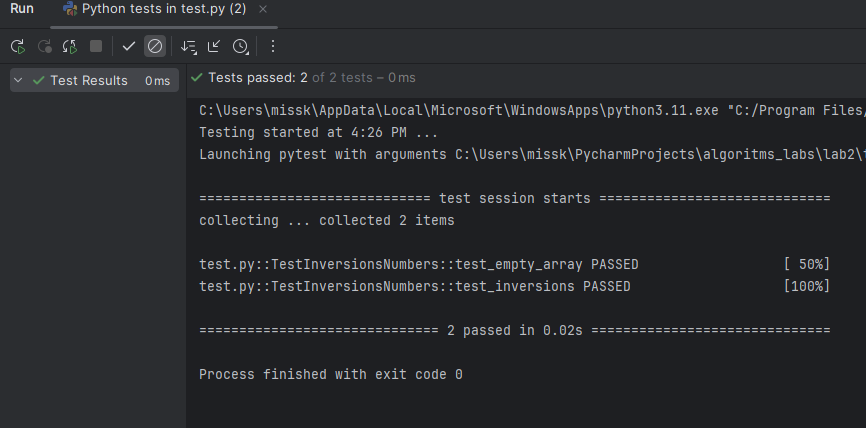 Run Python tests in test.py (2)
Test Results 0 ms
Tests passed: 2 of 2 tests – 0 ms
C:\Users\missk\AppData\Local\Microsoft\WindowsApps\python3.11.exe "C:/Program Files/
Testing started at 4:26 PM ...
Launching pytest with arguments C:\Users\missk\PycharmProjects\algoritms_labs\lab2\
============================= test session starts =============================
collecting ... collected 2 items
test.py::TestInversionsNumbers::test_empty_array PASSED [ 50%]
test.py::TestInversionsNumbers::test_inversions PASSED [100%]
============================== 2 passed in 0.02s ==============================
Process finished with exit code 0